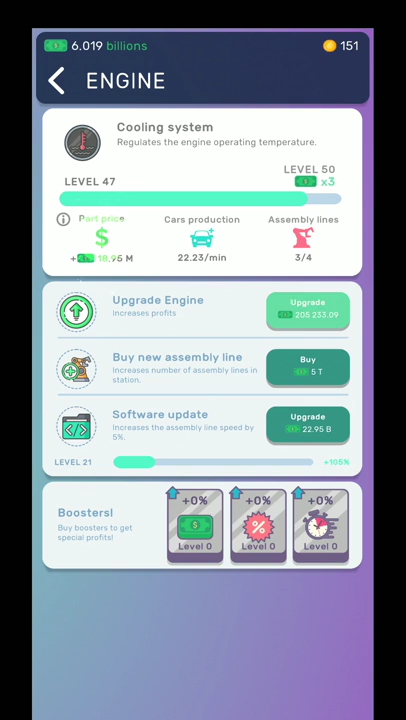 6.019 billions
151
ENGINE
Cooling system
Regulates the engine operating temperature.
LEVEL 50
LEVEL 47
x3
Part price
Cars production
Assembly lines
$
+ 18.95 M
22.23/min
3/4
Upgrade Engine
Increases profits
Upgrade
205 233.09
Buy new assembly line
Increases number of assembly lines in
station.
Buy
5 T
Software update
Increases the assembly line speed by
5%.
Upgrade
22.95 B
LEVEL 21
+105%
Boosters!
Buy boosters to get
special profits!
+0%
+0%
+0%
Level 0
Level 0
Level 0